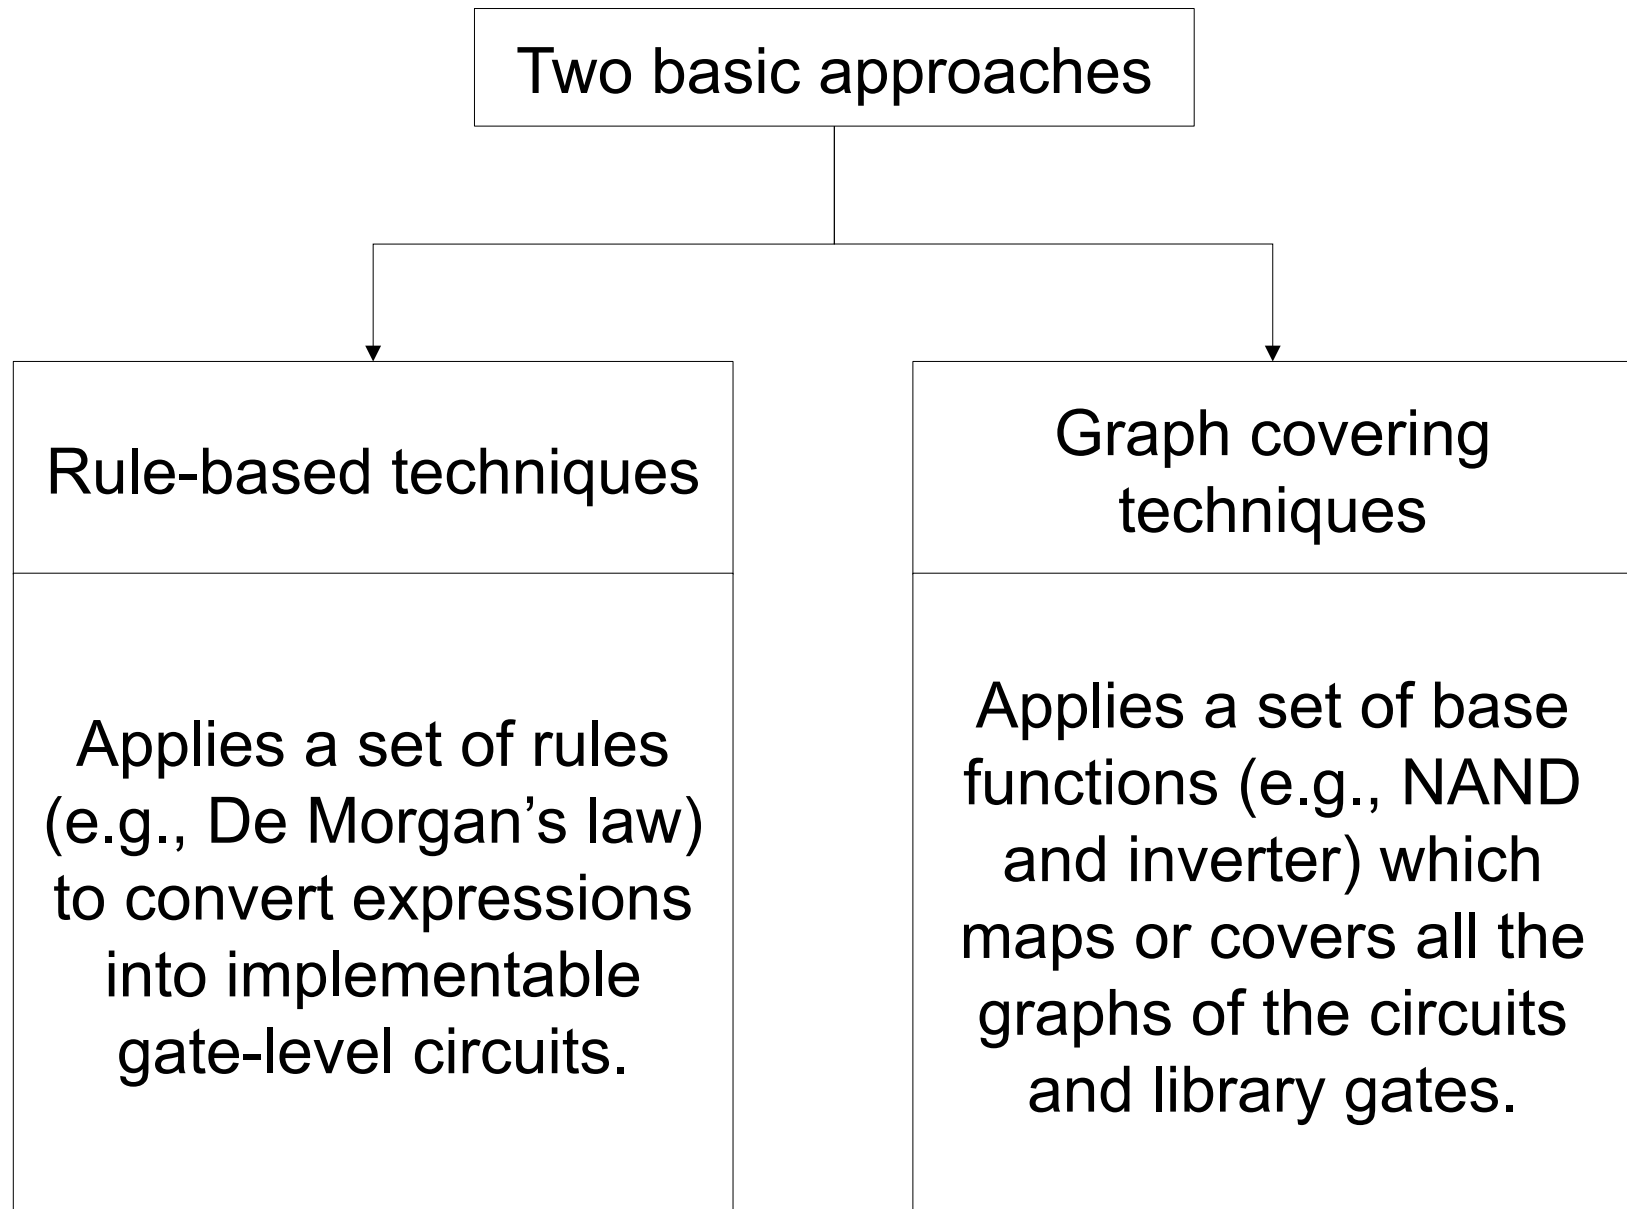 Two basic approaches
Rule-based techniques
Applies a set of rules
(e.g., De Morgan’s law)
to convert expressions
into implementable
gate-level circuits.
Graph covering
techniques
Applies a set of base
functions (e.g., NAND
and inverter) which
maps or covers all the
graphs of the circuits
and library gates.